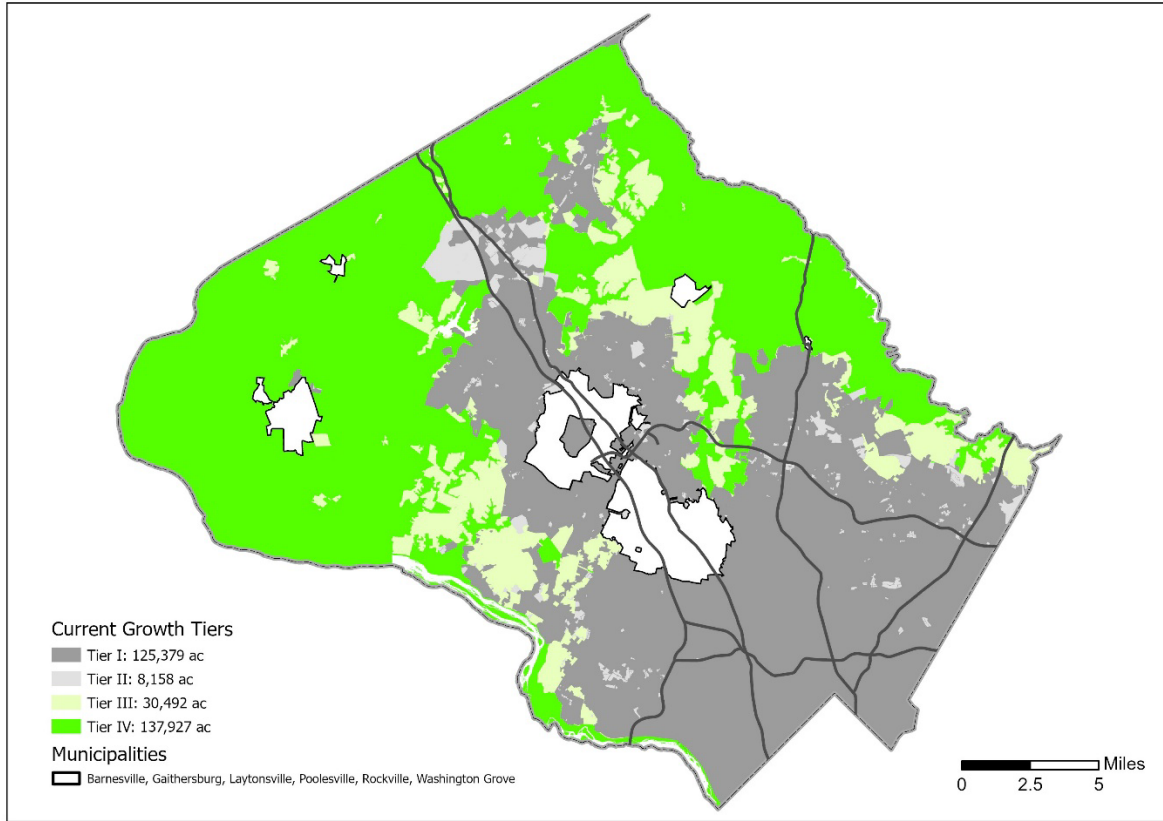 Current Growth Tiers
Tier I: 125,379 ac
Tier II: 8,158 ac
Tier III: 30,492 ac
Tier IV: 137,927 ac
Municipalities
Barnesville, Gaithersburg, Laytonsville, Poolesville, Rockville, Washington Grove
Miles
0 2.5 5